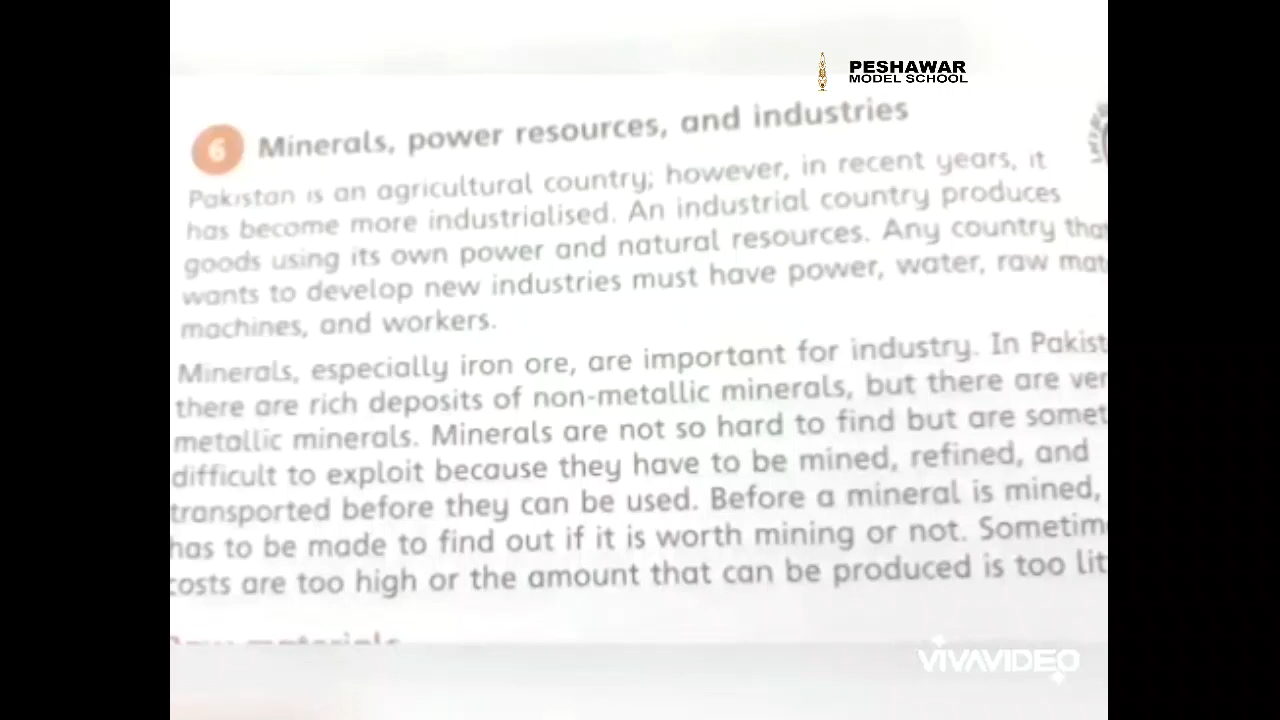 PESHAWAR
MODEL SCHOOL
6 Minerals, power resources, and industries
Pakistan is an agricultural country; however, in recent years, it
has become more industrialised. An industrial country produces
goods using its own power and natural resources. Any country tha
wants to develop new industries must have power, water, raw mat
machines, and workers.
Minerals, especially iron ore, are important for industry. In Pakist
there are rich deposits of non-metallic minerals, but there are ver
metallic minerals. Minerals are not so hard to find but are somet
difficult to exploit because they have to be mined, refined, and
transported before they can be used. Before a mineral is mined,
has to be made to find out if it is worth mining or not. Sometim
costs are too high or the amount that can be produced is too lit
VIVAVIDEO